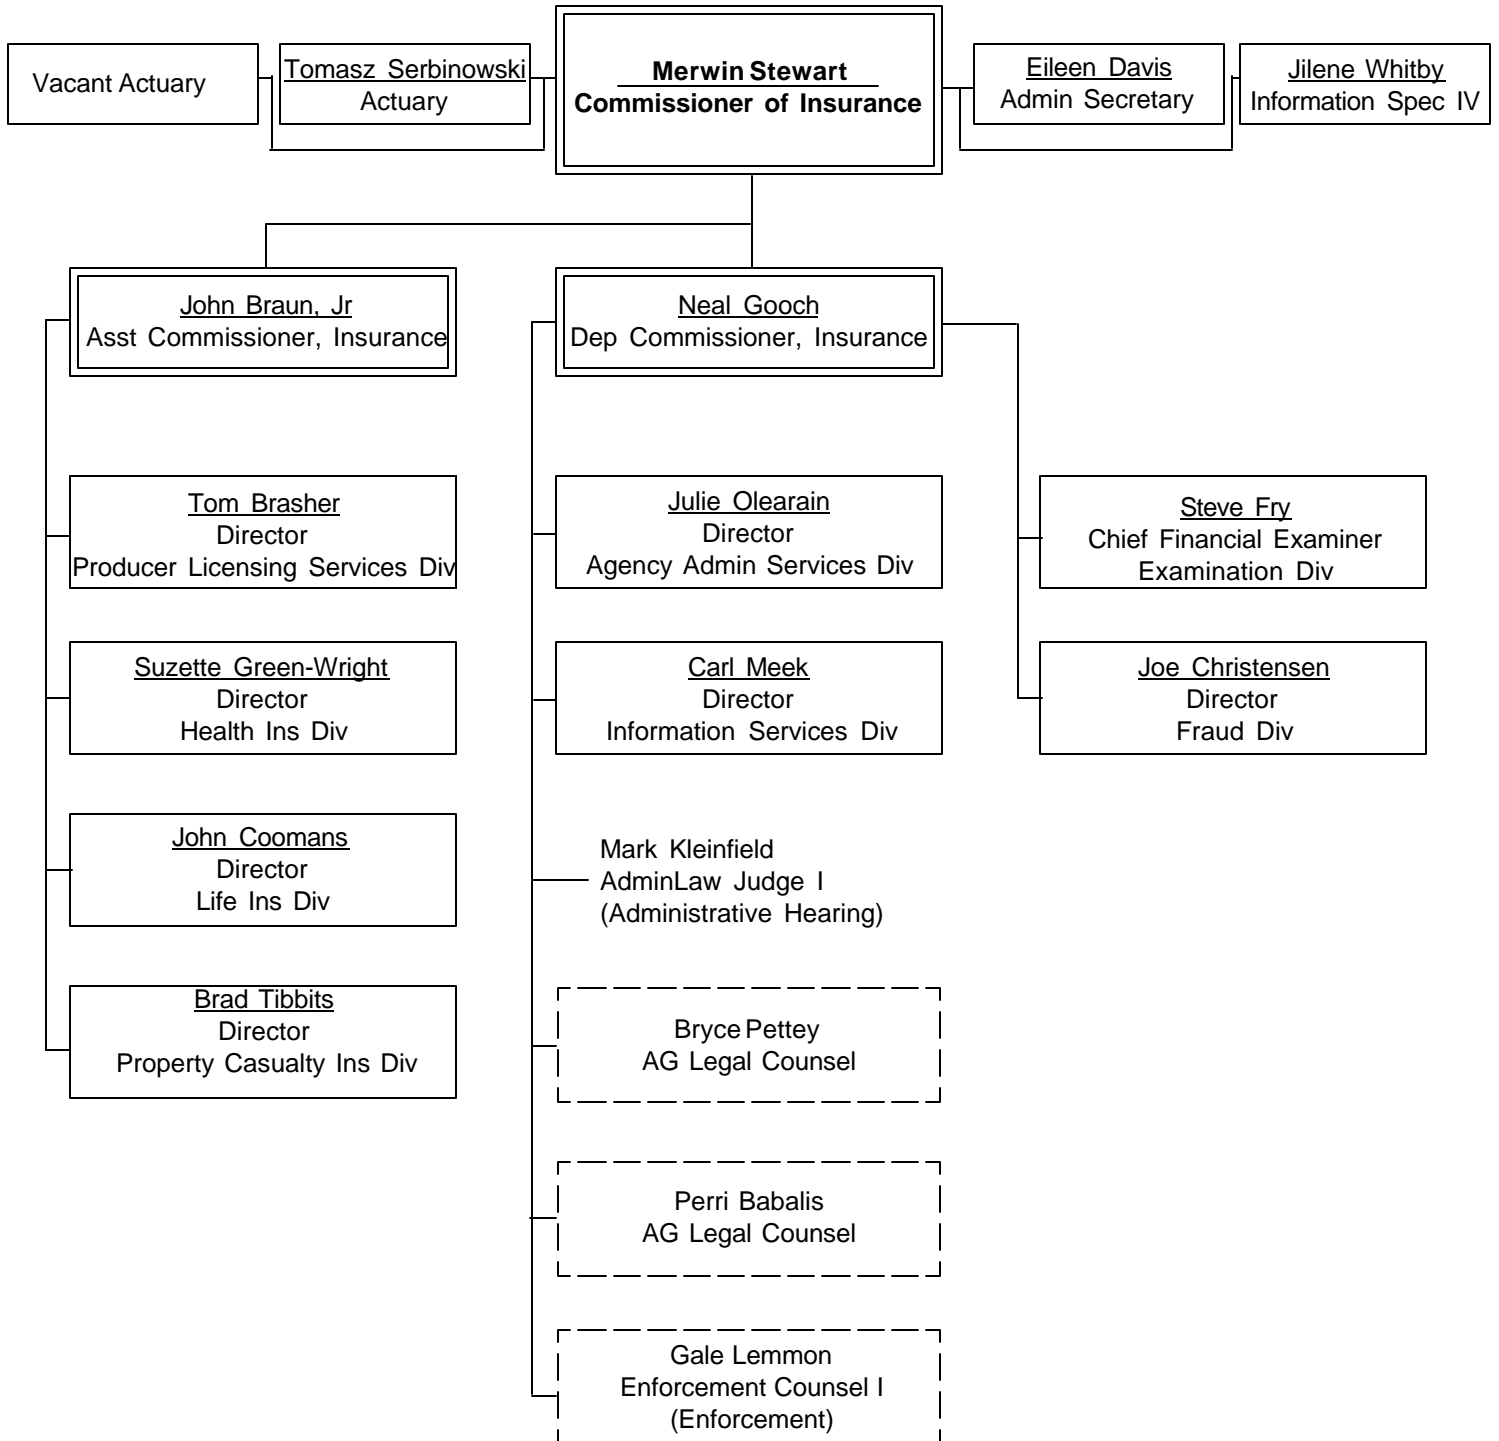 Vacant Actuary
Tomasz Serbinowski
Actuary
Merwin Stewart
Commissioner of Insurance
Eileen Davis
Admin Secretary
Jilene Whitby
Information Spec IV
John Braun, Jr
Asst Commissioner, Insurance
Neal Gooch
Dep Commissioner, Insurance
Tom Brasher
Director
Producer Licensing Services Div
Julie Olearain
Director
Agency Admin Services Div
Steve Fry
Chief Financial Examiner
Examination Div
Suzette Green-Wright
Director
Health Ins Div
Carl Meek
Director
Information Services Div
Joe Christensen
Director
Fraud Div
John Coomans
Director
Life Ins Div
Mark Kleinfield
AdminLaw Judge I
(Administrative Hearing)
Brad Tibbits
Director
Property Casualty Ins Div
Bryce Pettey
AG Legal Counsel
Perri Babalis
AG Legal Counsel
Gale Lemmon
Enforcement Counsel I
(Enforcement)